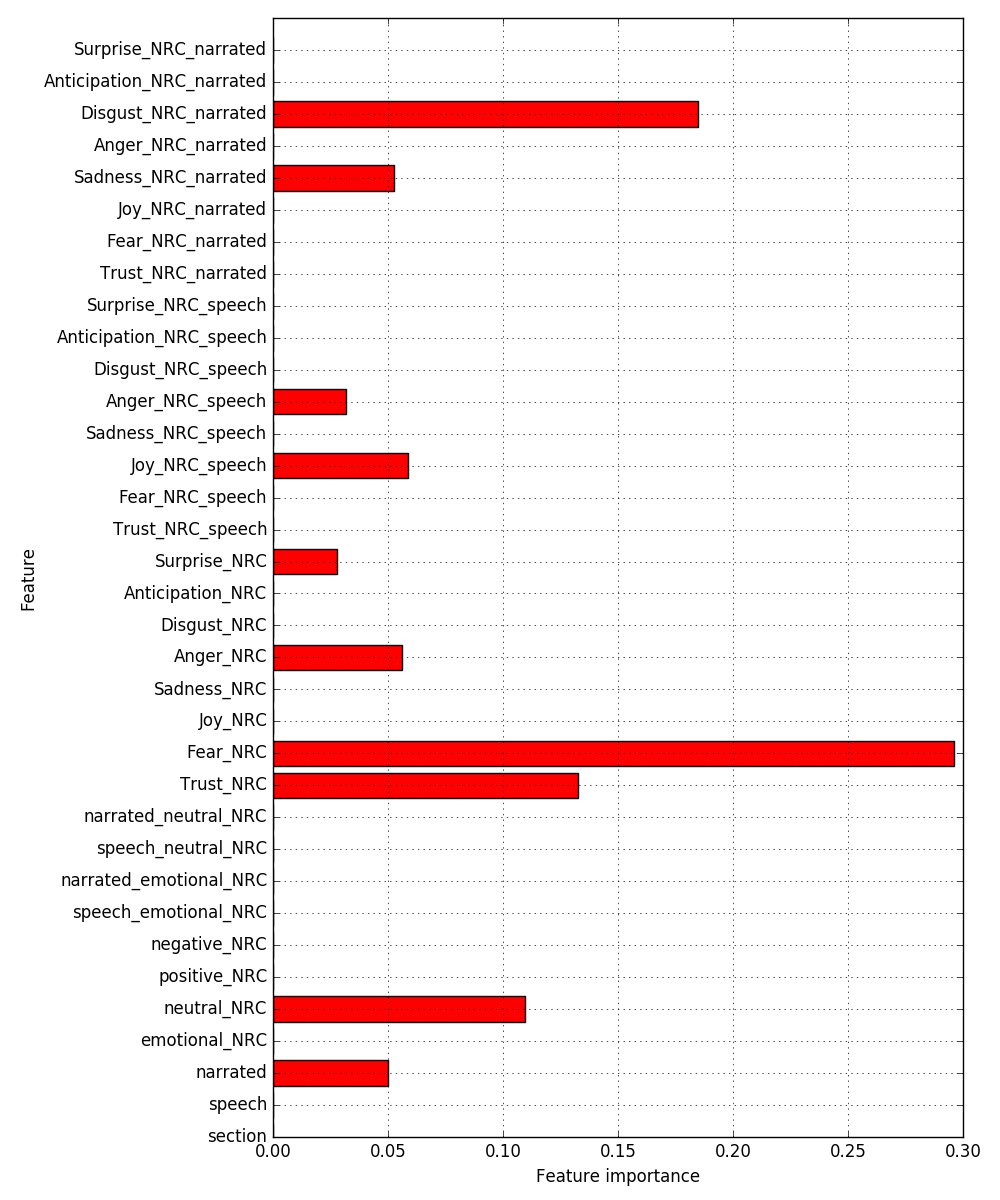 Surprise_NRC_narrated
Anticipation_NRC_narrated
Disgust_NRC_narrated
Anger_NRC_narrated
Sadness_NRC_narrated
Joy_NRC_narrated
Fear_NRC_narrated
Trust_NRC_narrated
Surprise_NRC_speech
Anticipation_NRC_speech
Disgust_NRC_speech
Anger_NRC_speech
Sadness_NRC_speech
Joy_NRC_speech
Fear_NRC_speech
Trust_NRC_speech
Surprise_NRC
Anticipation_NRC
Disgust_NRC
Anger_NRC
Sadness_NRC
Joy_NRC
Fear_NRC
Trust_NRC
narrated_neutral_NRC
speech_neutral_NRC
narrated_emotional_NRC
speech_emotional_NRC
negative_NRC
positive_NRC
neutral_NRC
emotional_NRC
narrated
speech
section
Feature
0.00 0.05 0.10 0.15 0.20 0.25 0.30
Feature importance